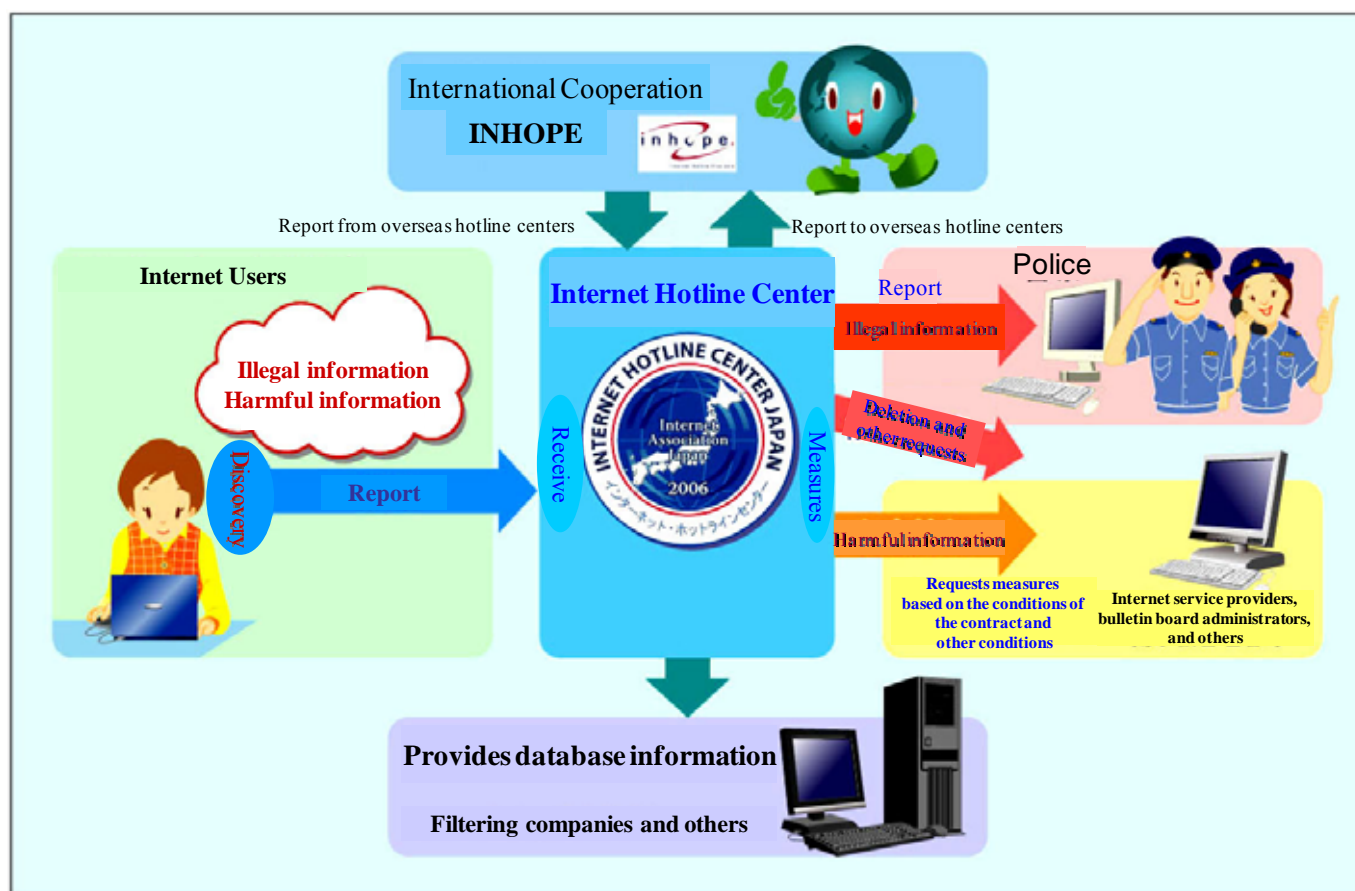 International Cooperation
INHOPE
inhope.
Report from overseas hotline centers
Report to overseas hotline centers
Internet Users
Illegal information
Harmful information
Discovery
Report
Internet Hotline Center
Receive
INTERNET HOTLINE CENTER JAPAN
Internet
Association
Japan
2006
インターネット・ホットラインセンター
Measures
Report
Illegal information
Police
Deletion and
other requests
Harmful information
Requests measures
based on the conditions of
the contract and
other conditions
Internet service providers,
bulletin board administrators,
and others
Provides database information
Filtering companies and others